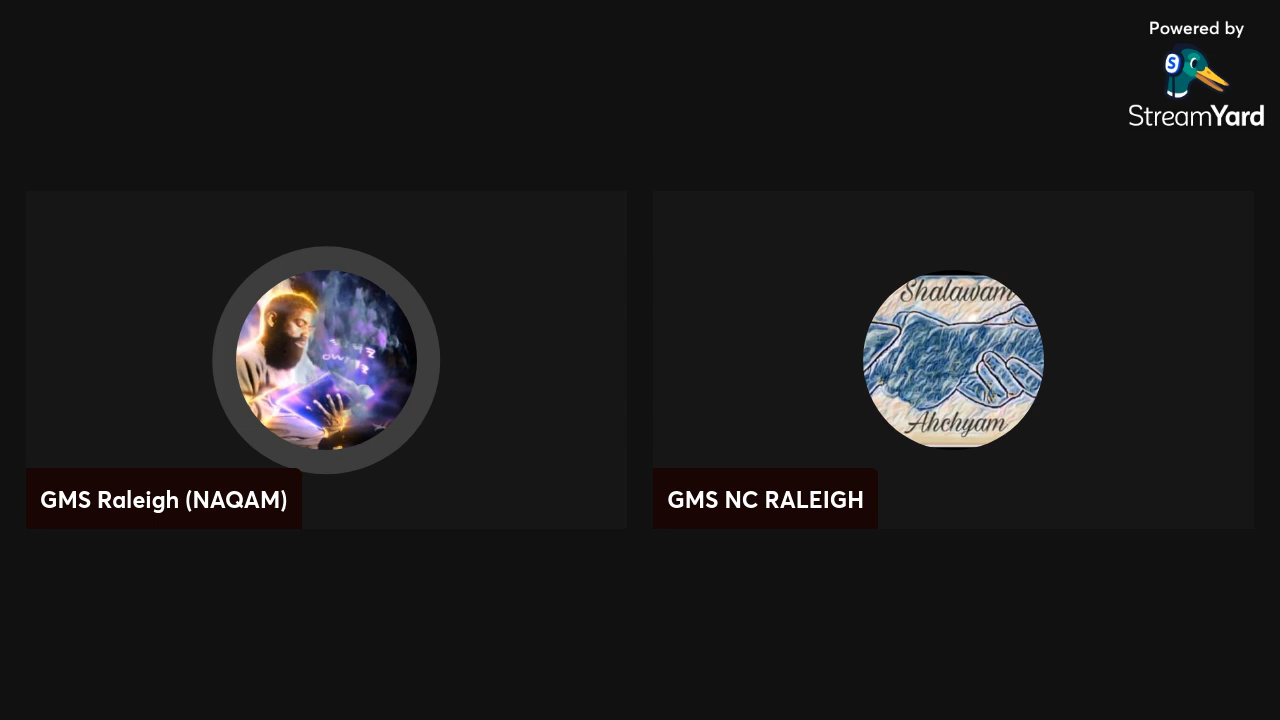 Powered by
S
StreamYard
Shalawam
Ahchyam
GMS Raleigh (NAQAM)
GMS NC RALEIGH